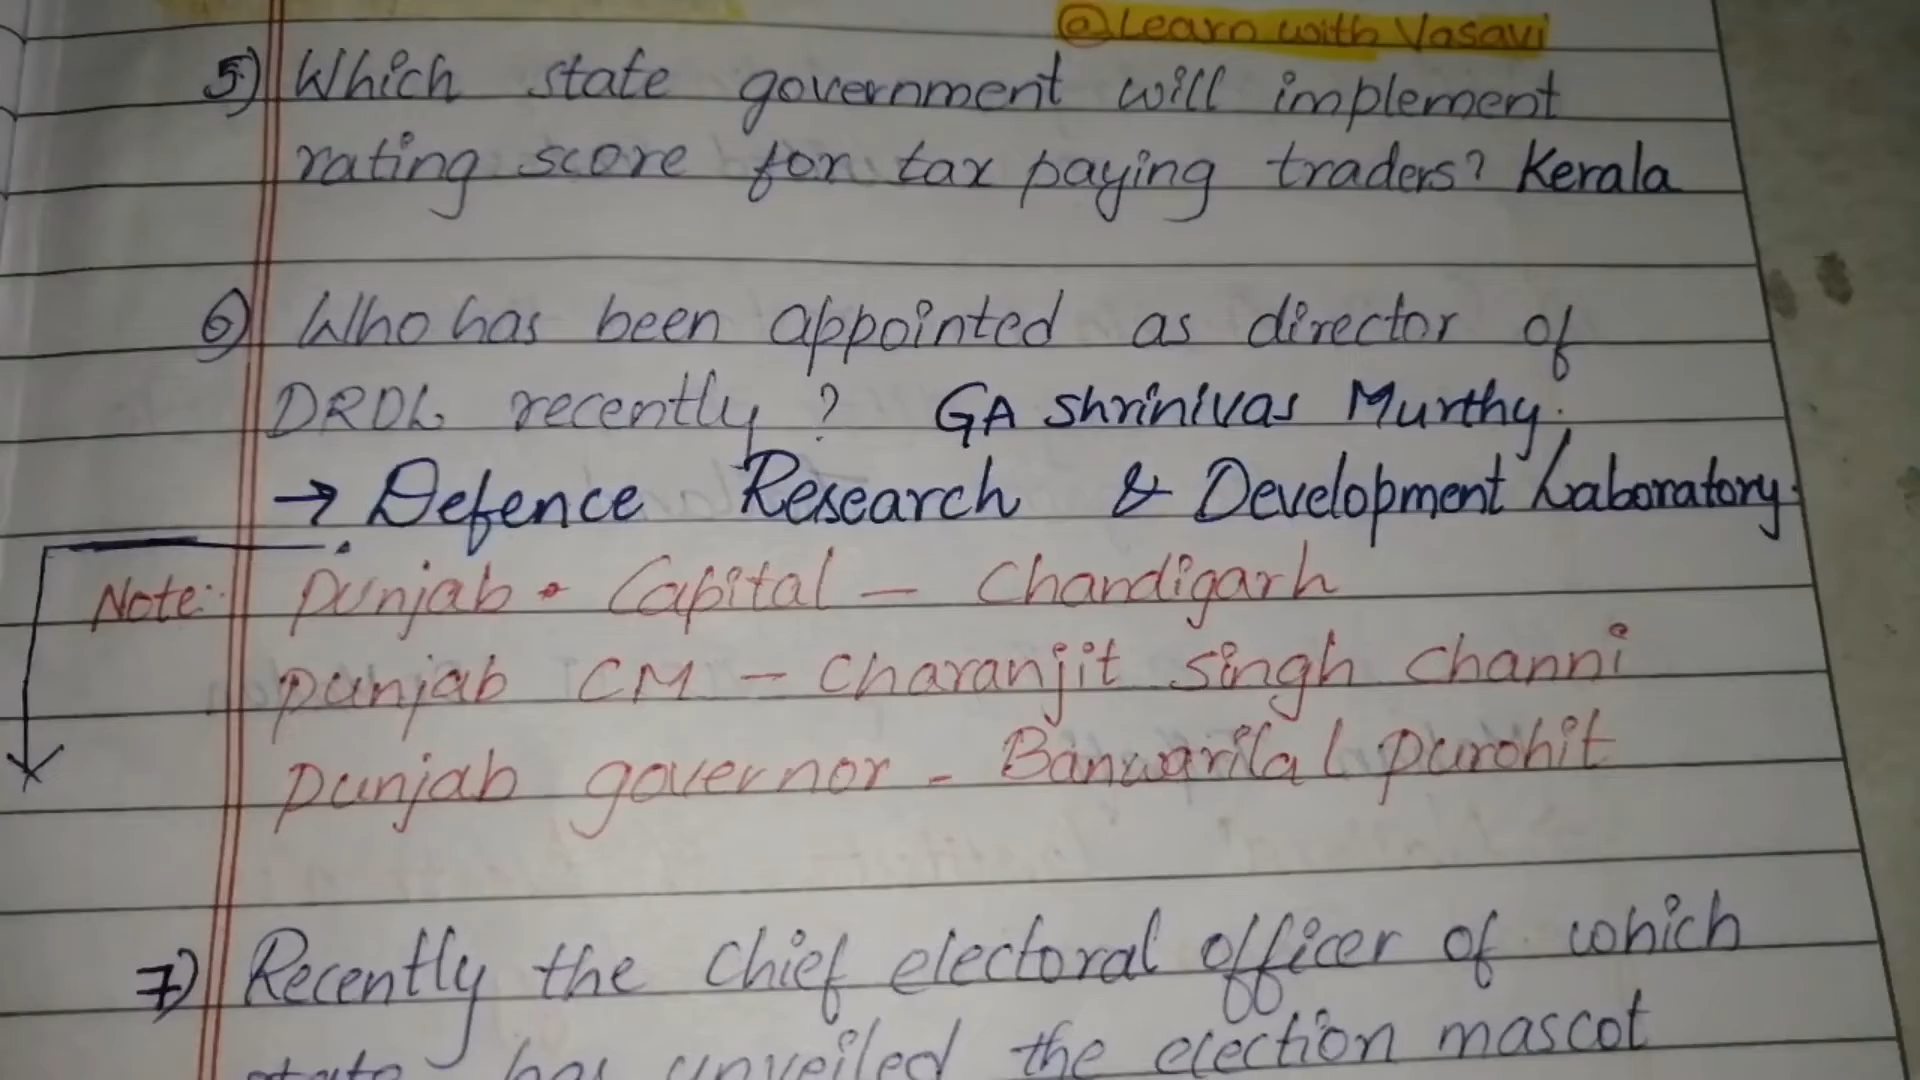 @Learn with Vasavi
5) Which state government will implement
rating score for tax paying traders? Kerala
6) Who has been appointed as director of
DRDL recently? GA Shrinivas Murthy.
→ Defence Research & Development Laboratory.
Note:- Punjab - Capital - Chandigarh
Punjab CM - Charanjit Singh Channi
Punjab governor - Banwarilal purohit
7) Recently the Chief electoral officer of which
state has unveiled the election mascot